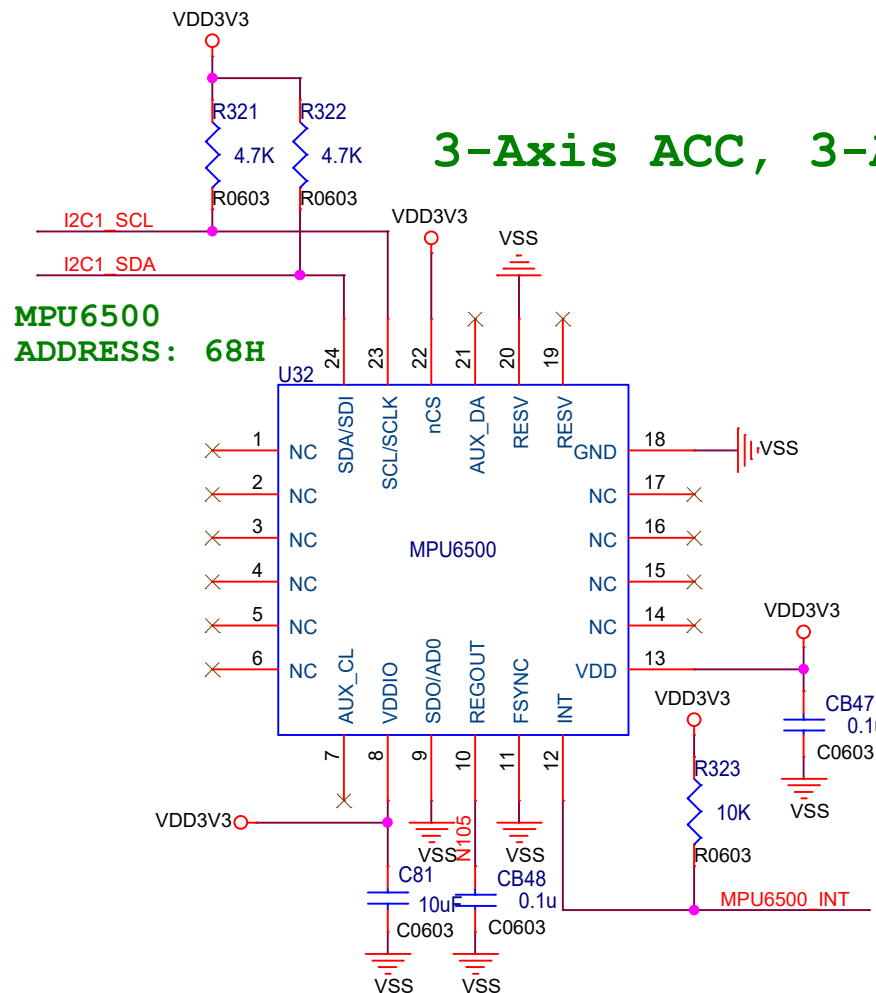 VDD3V3
R321
R322
4.7K
4.7K
3-Axis ACC, 3-
R0603
R0603
I2C1_SCL
VDD3V3
VSS
I2C1_SDA
MPU6500
ADDRESS: 68H
24
23
22
21
20
19
U32
SDA/SDI
SCL/SCLK
nCS
AUX_DA
RESV
RESV
1
NC
GND
18
VSS
2
NC
17
3
NC
NC
16
MPU6500
4
NC
NC
15
5
NC
NC
14
VDD3V3
6
NC
VDD
13
AUX_CL
VDDIO
SDO/AD0
REGOUT
FSYNC
INT
VDD3V3
CB47
0.1
C0603
7
8
9
10
11
12
R323
VSS
10K
VDD3V3
VSS
N105
VSS
R0603
C81
CB48
10uF
0.1u
MPU6500_INT
C0603
C0603
VSS
VSS